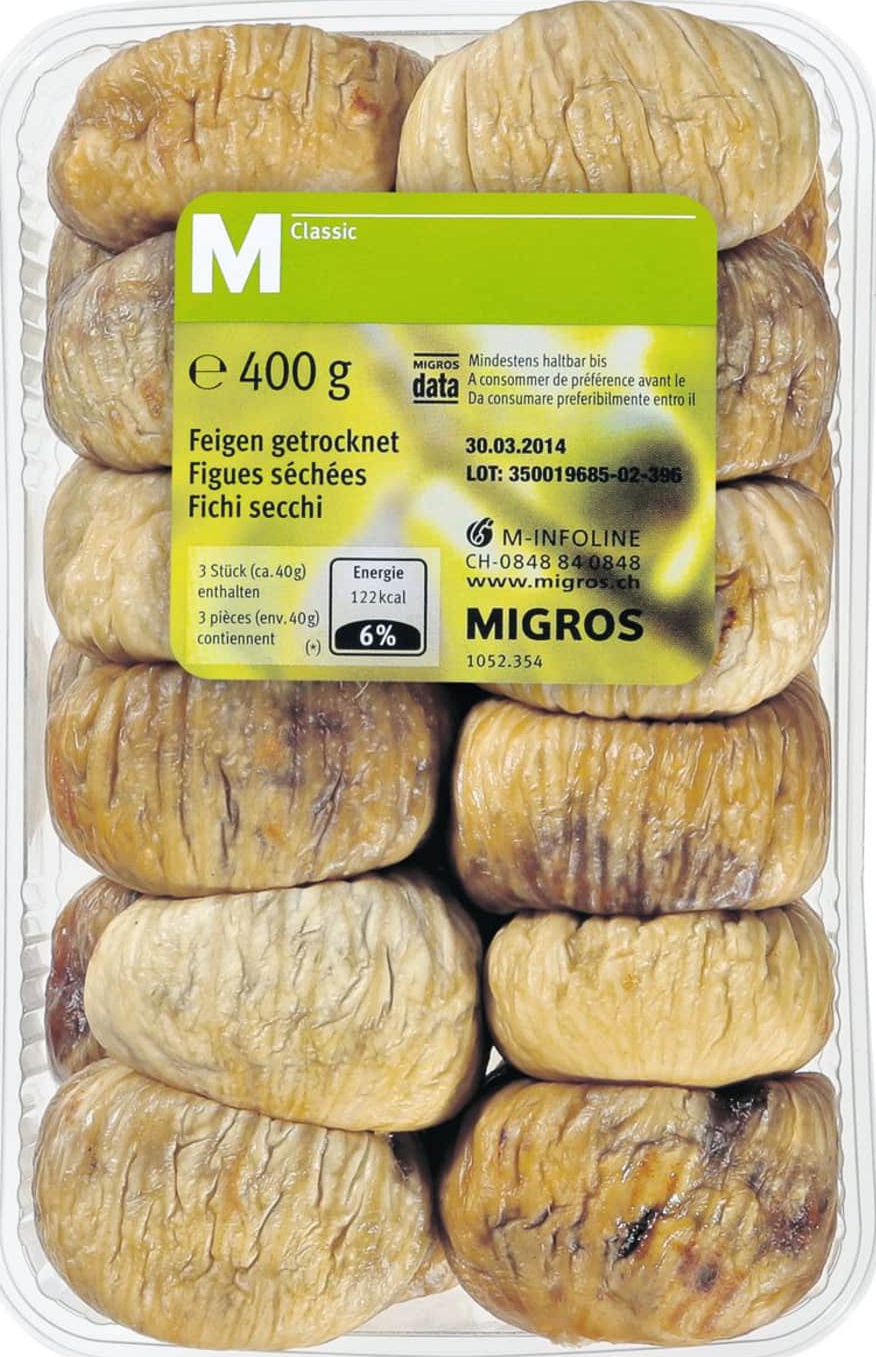 M Classic
℮ 400 g
MIGROS data
Mindestens haltbar bis
A consommer de préférence avant le
Da consumare preferibilmente entro il
Feigen getrocknet
Figues séchées
Fichi secchi
30.03.2014
LOT: 350019685-02-396
3 Stück (ca. 40g)
enthalten
3 pièces (env. 40g)
contiennent (*)
Energie
122 kcal
6%
M-INFOLINE
CH-0848 84 0848
www.migros.ch
MIGROS
1052.354